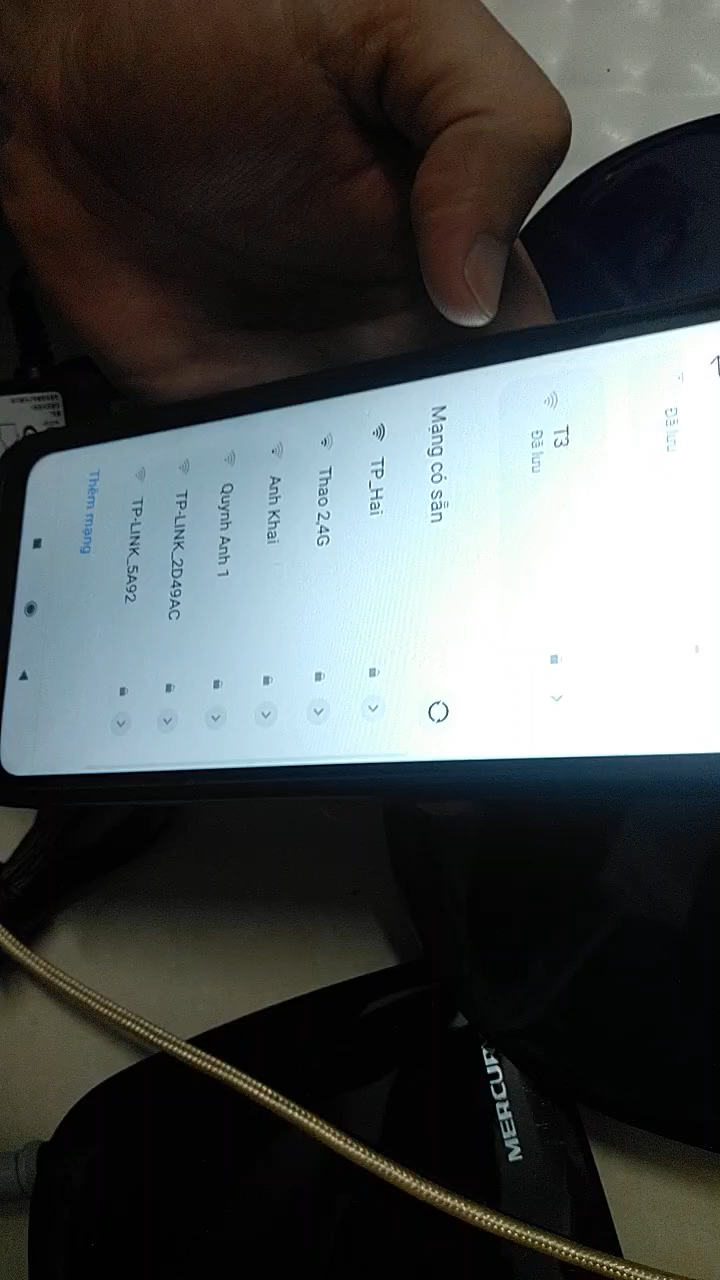 Đã lưu
T3
Đã lưu
Mạng có sẵn
TP_Hai
Thao 2,4G
Anh Khai
Quynh Anh 1
TP-LINK_2D49AC
TP-LINK_5A92
Thêm mạng